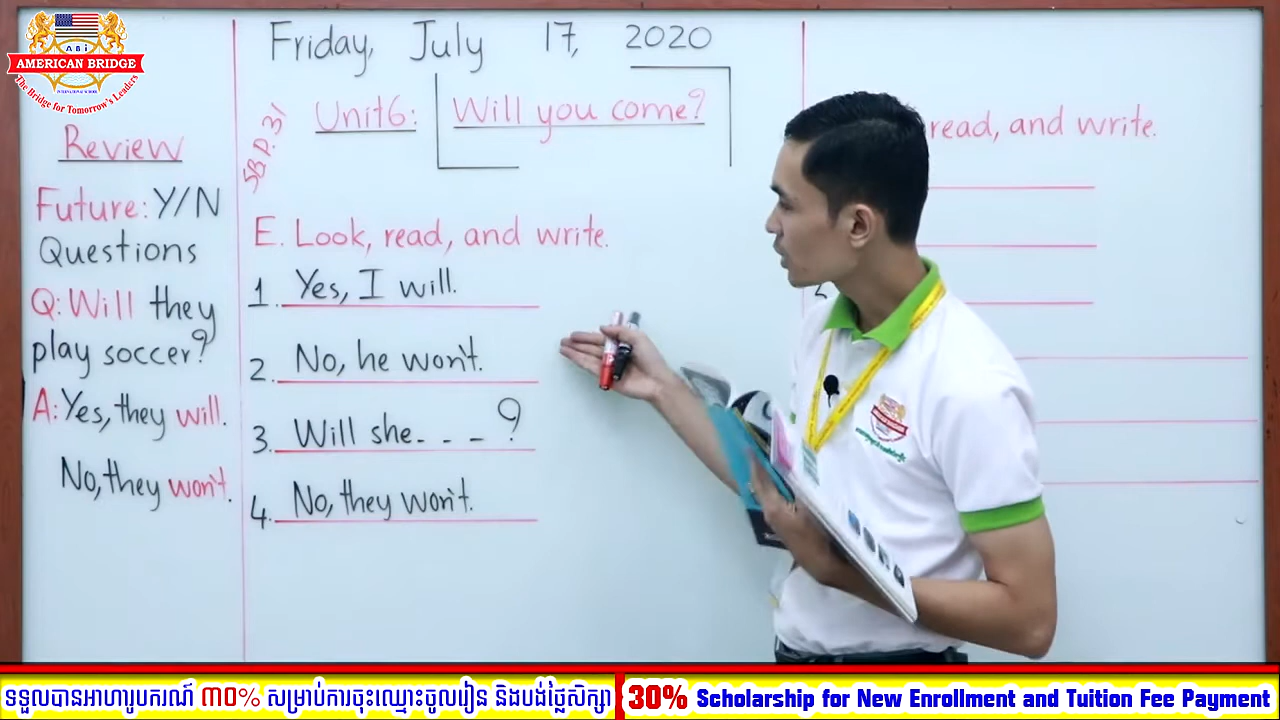 ABi
AMERICAN BRIDGE
INTERNATIONAL SCHOOL
The Bridge for Tomorrow's Leaders
Friday, July 17, 2020
SB P.31
Unit6: Will you come?
Review
Future: Y/N
Questions
Q: Will they
play soccer?
A: Yes, they will.
No, they won't.
E. Look, read, and write.
1. Yes, I will.
2. No, he won't.
3. Will she _ _ _ ?
4. No, they won't.
read, and write.
ទទួលបានអាហារូបករណ៍ ៣០% សម្រាប់ការចុះឈ្មោះចូលរៀន និងបង់ថ្លៃសិក្សា
30% Scholarship for New Enrollment and Tuition Fee Payment